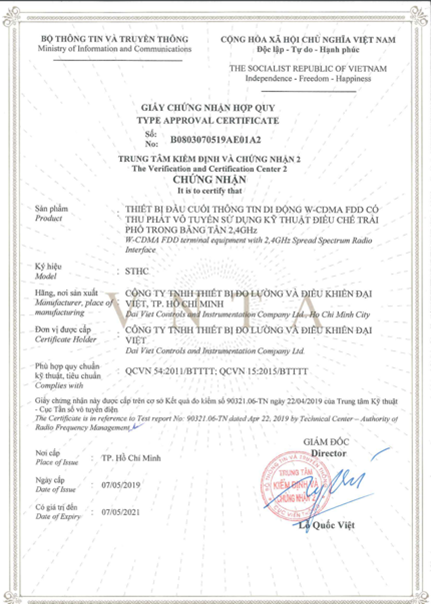 BỘ THÔNG TIN VÀ TRUYỀN THÔNG
Ministry of Information and Communications
CỘNG HÒA XÃ HỘI CHỦ NGHĨA VIỆT NAM
Độc lập - Tự do - Hạnh phúc
THE SOCIALIST REPUBLIC OF VIETNAM
Independence - Freedom - Happiness
GIẤY CHỨNG NHẬN HỢP QUY
TYPE APPROVAL CERTIFICATE
Số:
No: B0803070519AE01A2
TRUNG TÂM KIỂM ĐỊNH VÀ CHỨNG NHẬN 2
The Verification and Certification Center 2
CHỨNG NHẬN
It is to certify that
Sản phẩm
Product
: THIẾT BỊ ĐẦU CUỐI THÔNG TIN DI ĐỘNG W-CDMA FDD CÓ
THU PHÁT VÔ TUYẾN SỬ DỤNG KỸ THUẬT ĐIỀU CHẾ TRẢI
PHỔ TRONG BĂNG TẦN 2,4GHz
W-CDMA FDD terminal equipment with 2,4GHz Spread Spectrum Radio
Interface
Ký hiệu
Model
: STHC
Hãng, nơi sản xuất
Manufacturer, place of
manufacturing
: CÔNG TY TNHH THIẾT BỊ ĐO LƯỜNG VÀ ĐIỀU KHIỂN ĐẠI
VIỆT, TP. HỒ CHÍ MINH
Dai Viet Controls and Instrumentation Company Ltd., Ho Chi Minh City
Đơn vị được cấp
Certificate Holder
: CÔNG TY TNHH THIẾT BỊ ĐO LƯỜNG VÀ ĐIỀU KHIỂN ĐẠI
VIỆT
Dai Viet Controls and Instrumentation Company Ltd.
VNTA
Phù hợp quy chuẩn
kỹ thuật, tiêu chuẩn
Complies with
: QCVN 54:2011/BTTTT; QCVN 15:2015/BTTTT
Giấy chứng nhận này được cấp trên cơ sở Kết quả đo kiểm số 90321.06-TN ngày 22/04/2019 của Trung tâm Kỹ thuật
- Cục Tần số vô tuyến điện
The Certificate is in reference to Test report No: 90321.06-TN dated Apr 22, 2019 by Technical Center – Authority of
Radio Frequency Management
Nơi cấp
Place of Issue
: TP. Hồ Chí Minh
Ngày cấp
Date of Issue
: 07/05/2019
Có giá trị đến
Date of Expiry
: 07/05/2021
GIÁM ĐỐC
Director
TRUNG TÂM
KIỂM ĐỊNH VÀ
CHỨNG NHẬN 2
Lê Quốc Việt